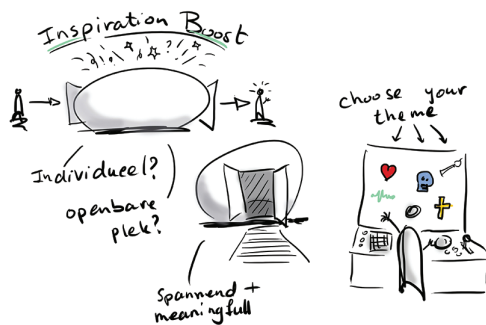 Inspiration Boost
Individueel?
openbare
plek?
spannend +
meaningfull
choose your
theme